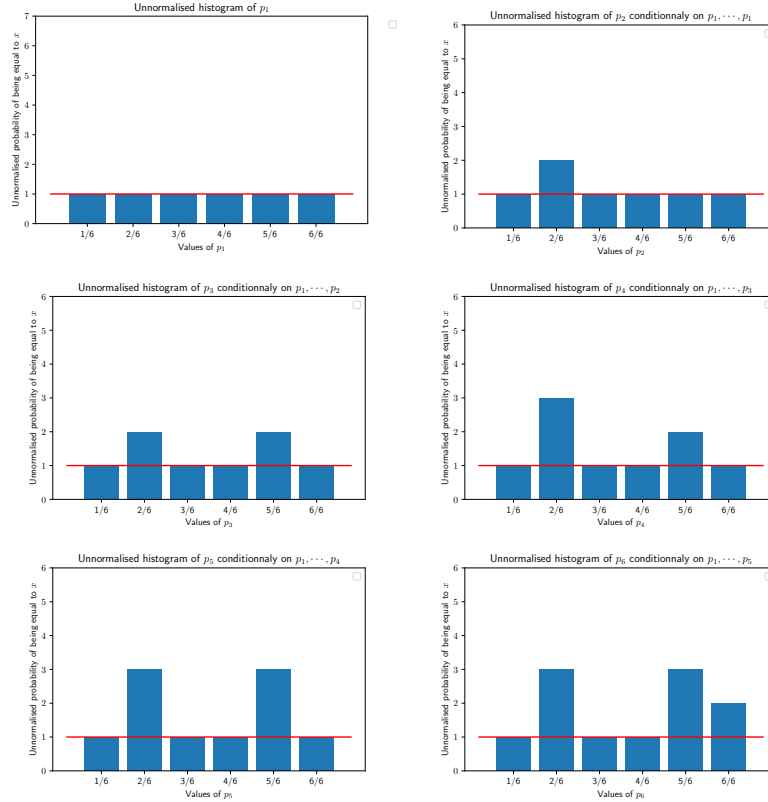 Unnormalised histogram of p₁
Unnormalised probability of being equal to x
7
6
5
4
3
2
1
0
1/6 2/6 3/6 4/6 5/6 6/6
Values of p₁
Unnormalised histogram of p₂ conditionnaly on p₁, ⋯ , p₁
Unnormalised probability of being equal to x
6
5
4
3
2
1
0
1/6 2/6 3/6 4/6 5/6 6/6
Values of p₂
Unnormalised histogram of p₃ conditionnaly on p₁, ⋯ , p₂
Unnormalised probability of being equal to x
6
5
4
3
2
1
0
1/6 2/6 3/6 4/6 5/6 6/6
Values of p₃
Unnormalised histogram of p₄ conditionnaly on p₁, ⋯ , p₃
Unnormalised probability of being equal to x
6
5
4
3
2
1
0
1/6 2/6 3/6 4/6 5/6 6/6
Values of p₄
Unnormalised histogram of p₅ conditionnaly on p₁, ⋯ , p₄
Unnormalised probability of being equal to x
6
5
4
3
2
1
0
1/6 2/6 3/6 4/6 5/6 6/6
Values of p₅
Unnormalised histogram of p₆ conditionnaly on p₁, ⋯ , p₅
Unnormalised probability of being equal to x
6
5
4
3
2
1
0
1/6 2/6 3/6 4/6 5/6 6/6
Values of p₆